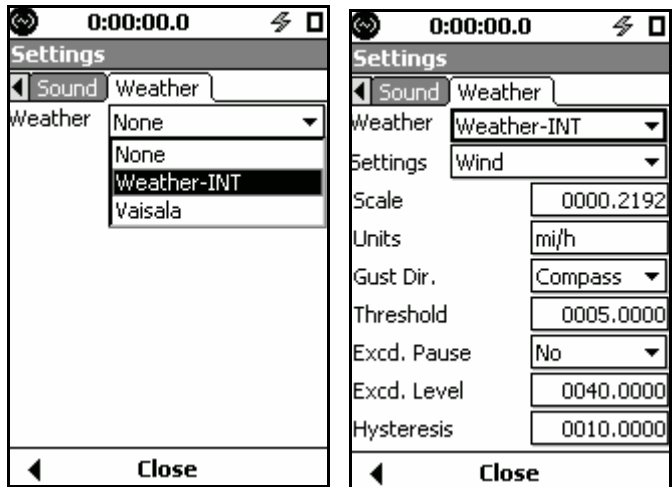 0:00:00.0
Settings
Sound Weather
Weather None
None
Weather-INT
Vaisala
Close
0:00:00.0
Settings
Sound Weather
Weather Weather-INT
Settings Wind
Scale 0000.2192
Units mi/h
Gust Dir. Compass
Threshold 0005.0000
Excd. Pause No
Excd. Level 0040.0000
Hysteresis 0010.0000
Close